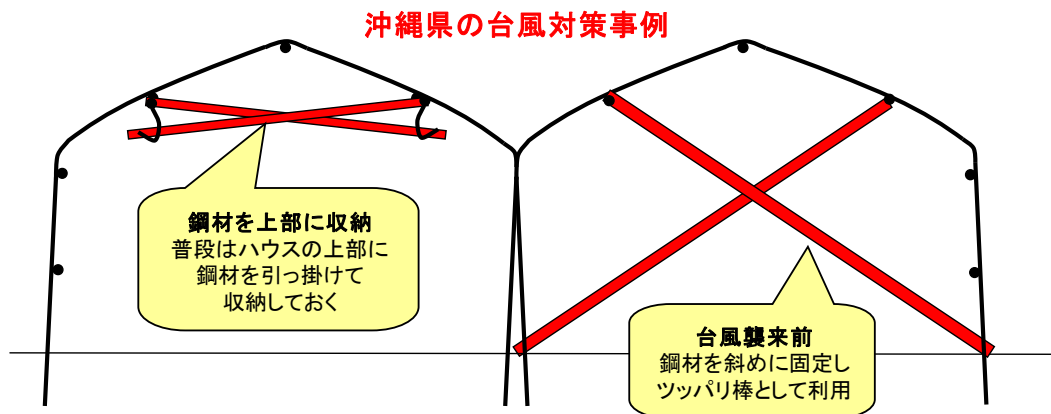 沖縄県の台風対策事例
鋼材を上部に収納
普段はハウスの上部に
鋼材を引っ掛けて
収納しておく
台風襲来前
鋼材を斜めに固定し
ツッパリ棒として利用